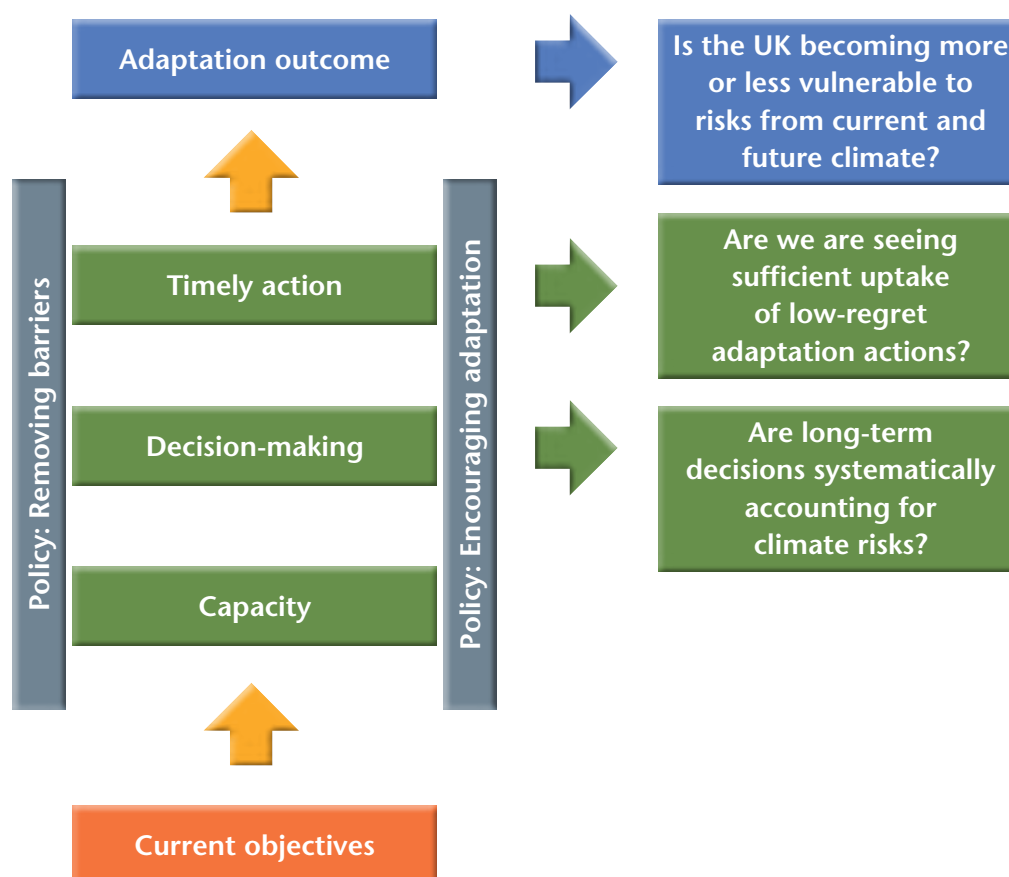 Adaptation outcome
Is the UK becoming more
or less vulnerable to
risks from current and
future climate?
Policy: Removing barriers
Policy: Encouraging adaptation
Timely action
Are we are seeing
sufficient uptake
of low-regret
adaptation actions?
Decision-making
Are long-term
decisions systematically
accounting for
climate risks?
Capacity
Current objectives